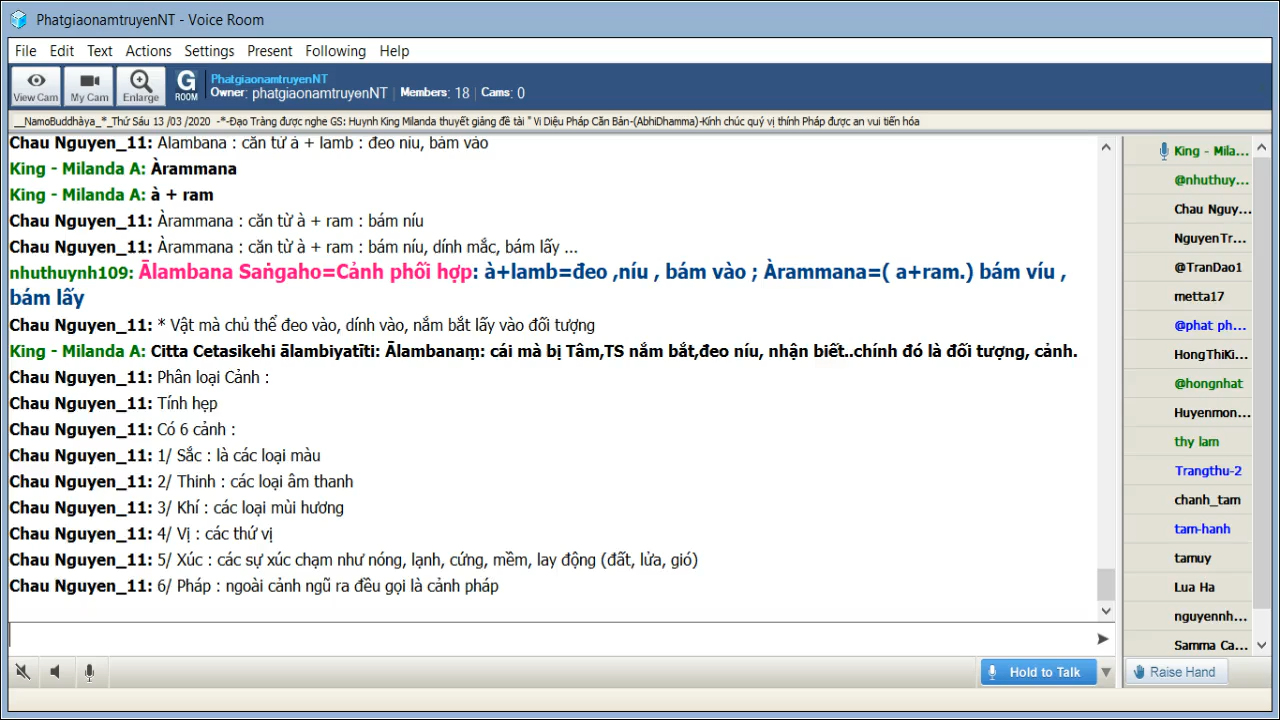 PhatgiaonamtruyenNT - Voice Room
File Edit Text Actions Settings Present Following Help
View Cam My Cam Enlarge G ROOM
PhatgiaonamtruyenNT
Owner: phatgiaonamtruyenNT Members: 18 Cams: 0
__NamoBuddhàya_*_Thứ Sáu 13 /03 /2020 -*-Đạo Tràng được nghe GS: Huynh King Milanda thuyết giảng đề tài " Vi Diệu Pháp Căn Bản-(AbhiDhamma)-Kính chúc quý vị thính Pháp được an vui tiến hóa
Chau Nguyen_11: Alambana : căn từ à + lamb : đeo níu, bám vào
King - Milanda A: Àrammana
King - Milanda A: à + ram
Chau Nguyen_11: Àrammana : căn từ à + ram : bám níu
Chau Nguyen_11: Àrammana : căn từ à + ram : bám níu, dính mắc, bám lấy ...
nhuthuynh109: Ālambana Saṅgaho=Cảnh phối hợp: à+lamb=đeo ,níu , bám vào ; Àrammana=( a+ram.) bám víu ,
bám lấy
Chau Nguyen_11: * Vật mà chủ thể đeo vào, dính vào, nắm bắt lấy vào đối tượng
King - Milanda A: Citta Cetasikehi ālambiyatīti: Ālambanaṃ: cái mà bị Tâm,TS nắm bắt,đeo níu, nhận biết..chính đó là đối tượng, cảnh.
Chau Nguyen_11: Phân loại Cảnh :
Chau Nguyen_11: Tính hẹp
Chau Nguyen_11: Có 6 cảnh :
Chau Nguyen_11: 1/ Sắc : là các loại màu
Chau Nguyen_11: 2/ Thinh : các loại âm thanh
Chau Nguyen_11: 3/ Khí : các loại mùi hương
Chau Nguyen_11: 4/ Vị : các thứ vị
Chau Nguyen_11: 5/ Xúc : các sự xúc chạm như nóng, lạnh, cứng, mềm, lay động (đất, lửa, gió)
Chau Nguyen_11: 6/ Pháp : ngoài cảnh ngũ ra đều gọi là cảnh pháp
King - Mila...
@nhuthuy...
Chau Nguy...
NguyenTr...
@TranDao1
metta17
@phat ph...
HongThiKi...
@hongnhat
Huyenmon...
thy lam
Trangthu-2
chanh_tam
tam-hanh
tamuy
Lua Ha
nguyennh...
Samma Ca...
Hold to Talk
Raise Hand